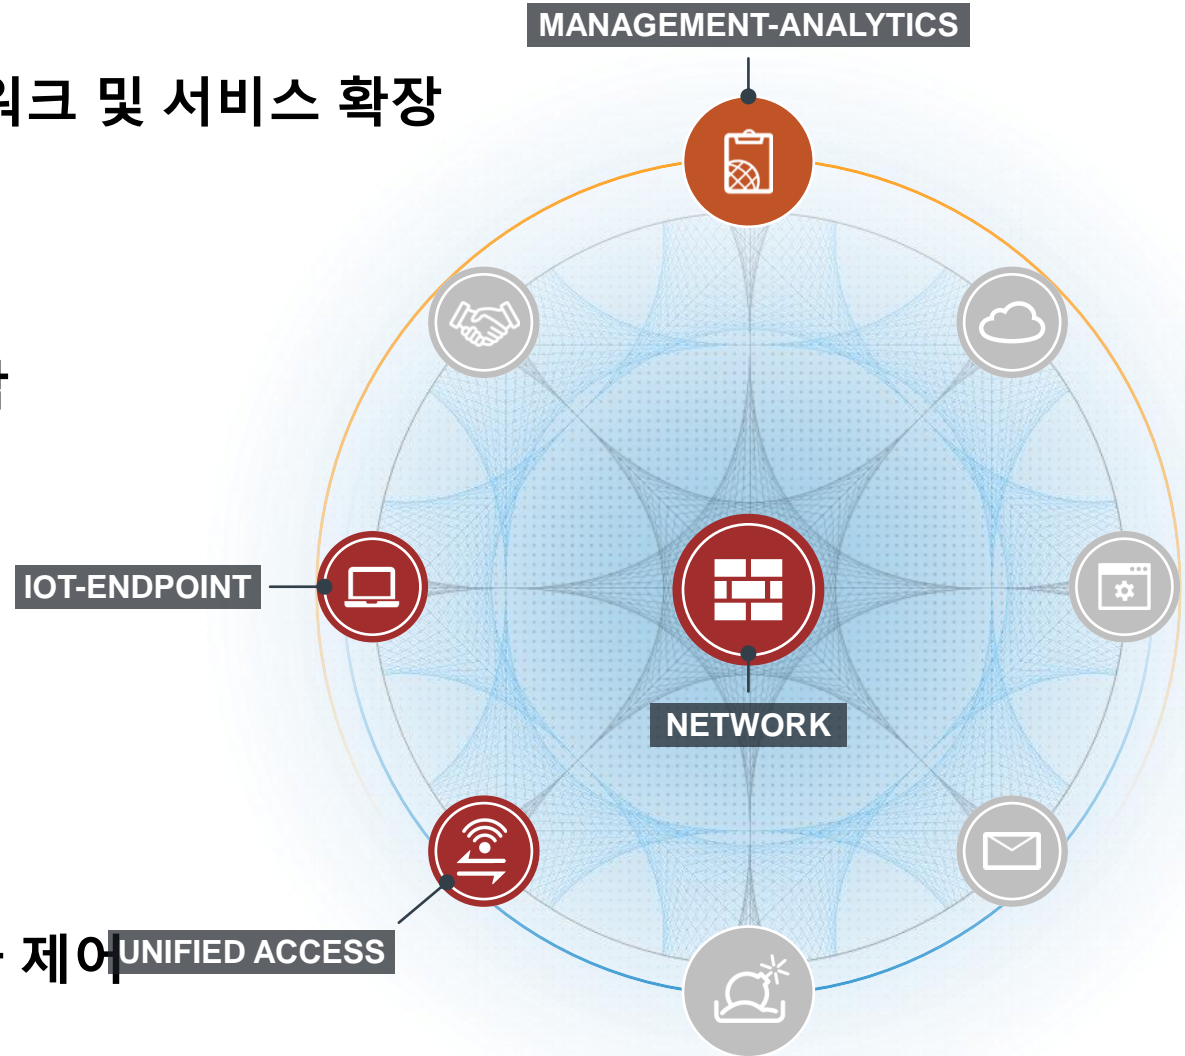 MANAGEMENT-ANALYTICS
워크 및 서비스 확장
IOT-ENDPOINT
NETWORK
제어
UNIFIED ACCESS